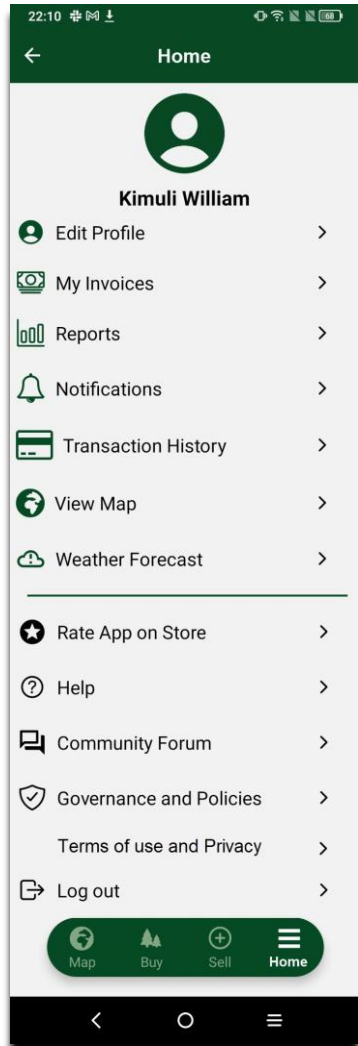 22:10
68
Home
Kimuli William
Edit Profile
My Invoices
Reports
Notifications
Transaction History
View Map
Weather Forecast
Rate App on Store
Help
Community Forum
Governance and Policies
Terms of use and Privacy
Log out
Map Buy Sell Home